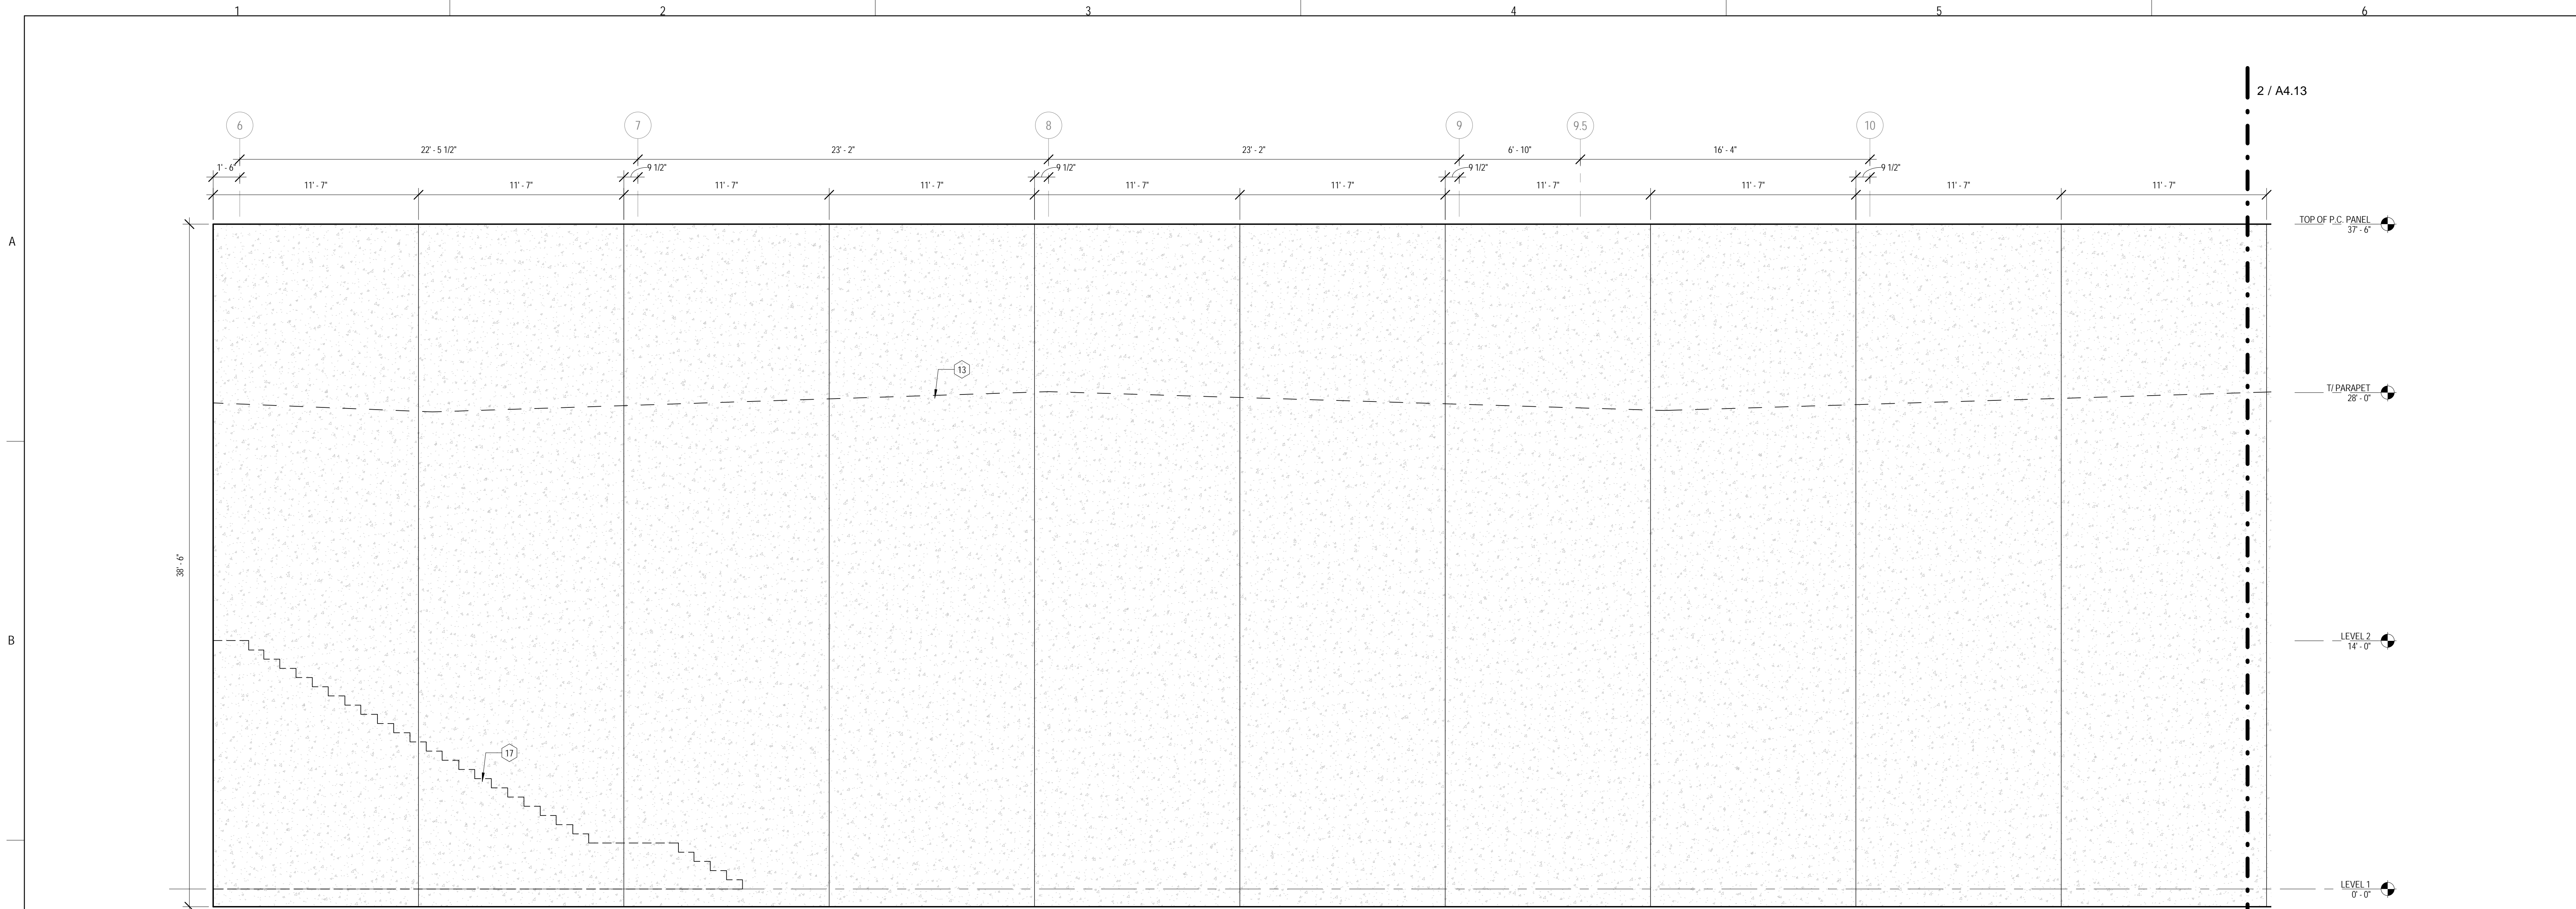 1 2 3 4 5 6
2 / A4.13
6 7 8 9 9.5 10
22' - 5 1/2" 23' - 2" 23' - 2" 6' - 10" 16' - 4"
1' - 6" 9 1/2" 9 1/2" 9 1/2" 9 1/2"
11' - 7" 11' - 7" 11' - 7" 11' - 7" 11' - 7" 11' - 7" 11' - 7" 11' - 7" 11' - 7" 11' - 7"
TOP OF P.C. PANEL
37' - 6"
A
13
T/ PARAPET
28' - 0"
38' - 6"
B
LEVEL 2
14' - 0"
17
LEVEL 1
0' - 0"